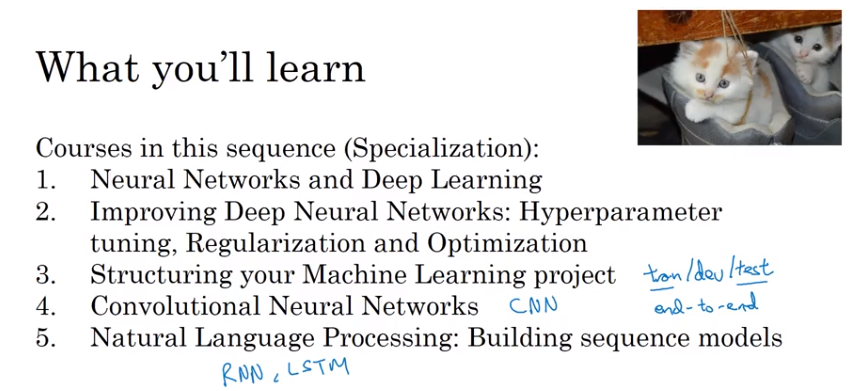 What you'll learn
Courses in this sequence (Specialization):
1. Neural Networks and Deep Learning
2. Improving Deep Neural Networks: Hyperparameter
tuning, Regularization and Optimization
3. Structuring your Machine Learning project train/dev/test
4. Convolutional Neural Networks CNN end-to-end
5. Natural Language Processing: Building sequence models
RNN, LSTM